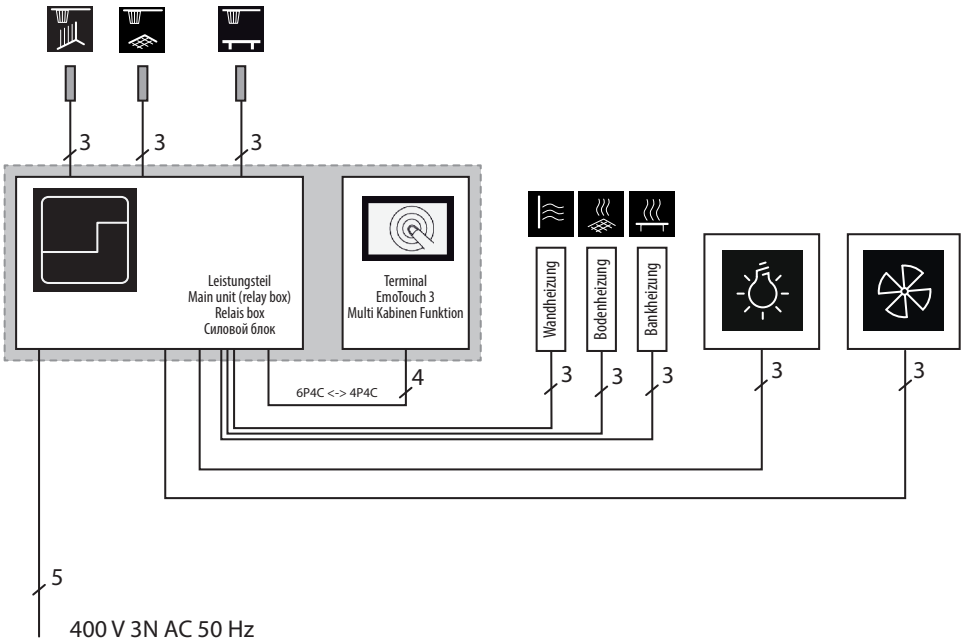 3
3
3
Leistungsteil
Main unit (relay box)
Relais box
Силовой блок
Terminal
EmoTouch 3
Multi Kabinen Funktion
Wandheizung
Bodenheizung
Bankheizung
6P4C <-> 4P4C
4
3
3
3
3
3
5
400 V 3N AC 50 Hz